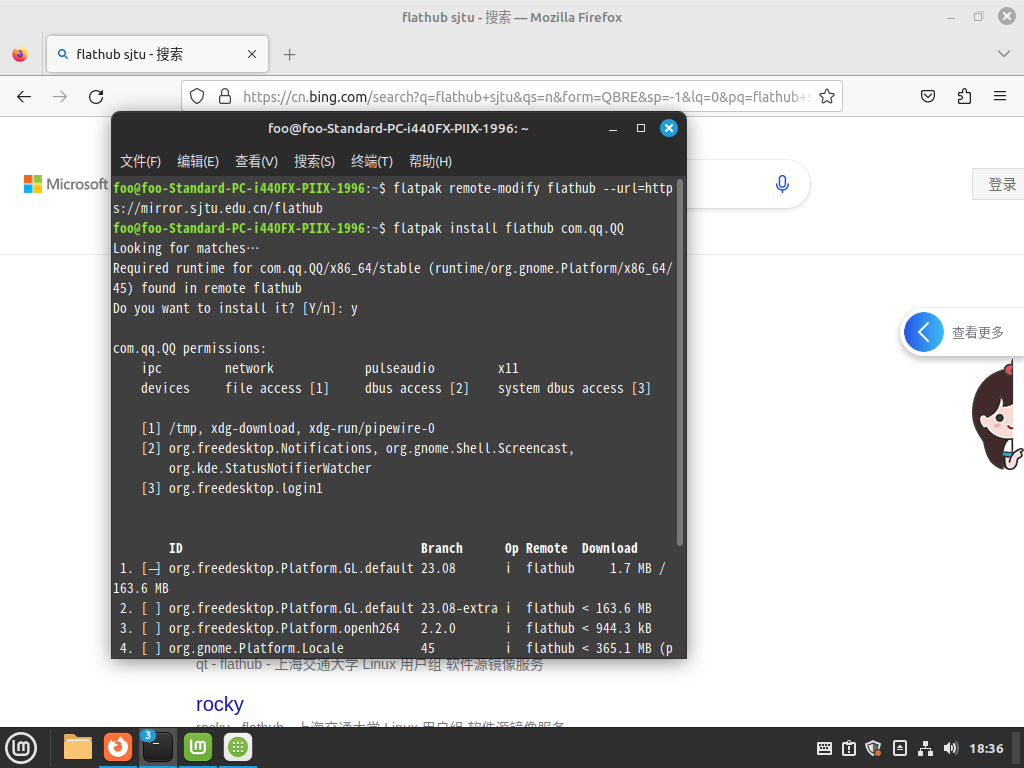 flathub sjtu - 搜索 — Mozilla Firefox
flathub sjtu - 搜索
https://cn.bing.com/search?q=flathub+sjtu&qs=n&form=QBRE&sp=-1&lq=0&pq=flathub+
foo@foo-Standard-PC-i440FX-PIIX-1996: ~
文件(F) 编辑(E) 查看(V) 搜索(S) 终端(T) 帮助(H)
Microsoft
登录
foo@foo-Standard-PC-i440FX-PIIX-1996:~$ flatpak remote-modify flathub --url=http
s://mirror.sjtu.edu.cn/flathub
foo@foo-Standard-PC-i440FX-PIIX-1996:~$ flatpak install flathub com.qq.QQ
Looking for matches…
Required runtime for com.qq.QQ/x86_64/stable (runtime/org.gnome.Platform/x86_64/
45) found in remote flathub
Do you want to install it? [Y/n]: y
查看更多
com.qq.QQ permissions:
ipc network pulseaudio x11
devices file access [1] dbus access [2] system dbus access [3]
[1] /tmp, xdg-download, xdg-run/pipewire-0
[2] org.freedesktop.Notifications, org.gnome.Shell.Screencast,
org.kde.StatusNotifierWatcher
[3] org.freedesktop.login1
ID Branch Op Remote Download
1. [—] org.freedesktop.Platform.GL.default 23.08 i flathub 1.7 MB /
163.6 MB
2. [ ] org.freedesktop.Platform.GL.default 23.08-extra i flathub < 163.6 MB
3. [ ] org.freedesktop.Platform.openh264 2.2.0 i flathub < 944.3 kB
4. [ ] org.gnome.Platform.Locale 45 i flathub < 365.1 MB (p
qt - flathub - 上海交通大学 Linux 用户组 软件源镜像服务
rocky
rocky - flathub - 上海交通大学 Linux 用户组 软件源镜像服务
3
18:36